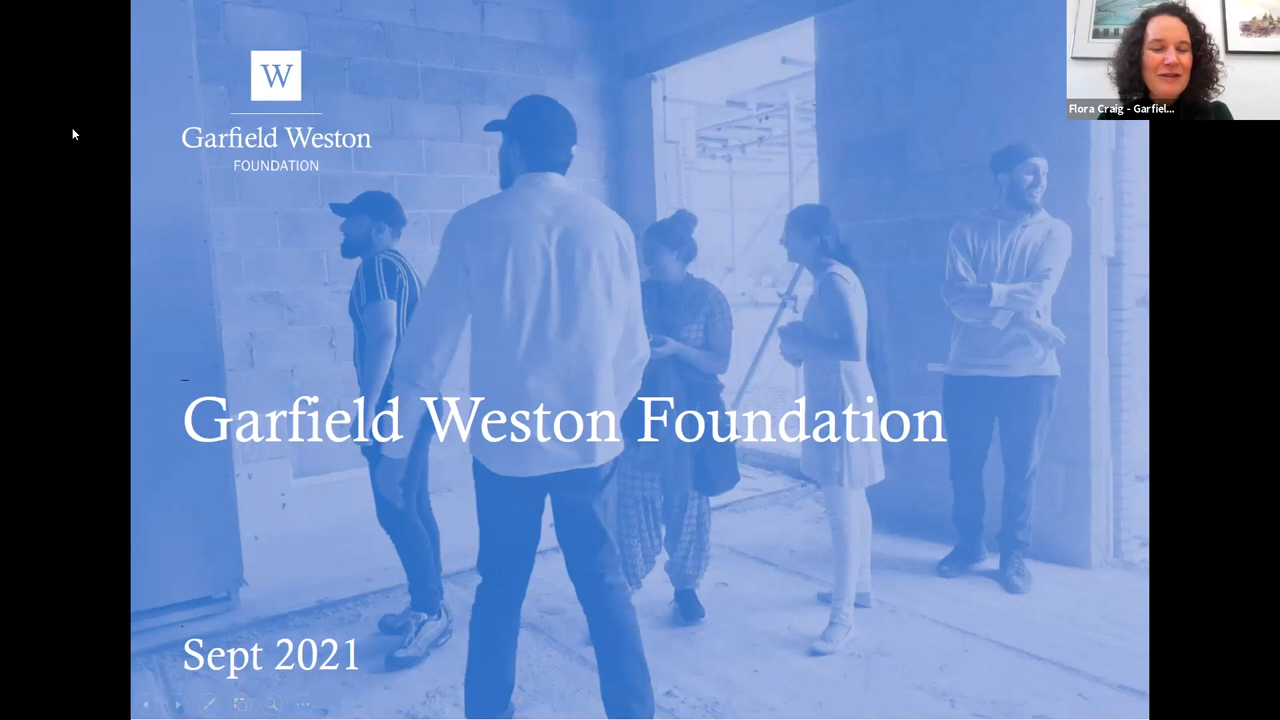 W
Garfield Weston
FOUNDATION
Flora Craig - Garfiel...
Garfield Weston Foundation
Sept 2021